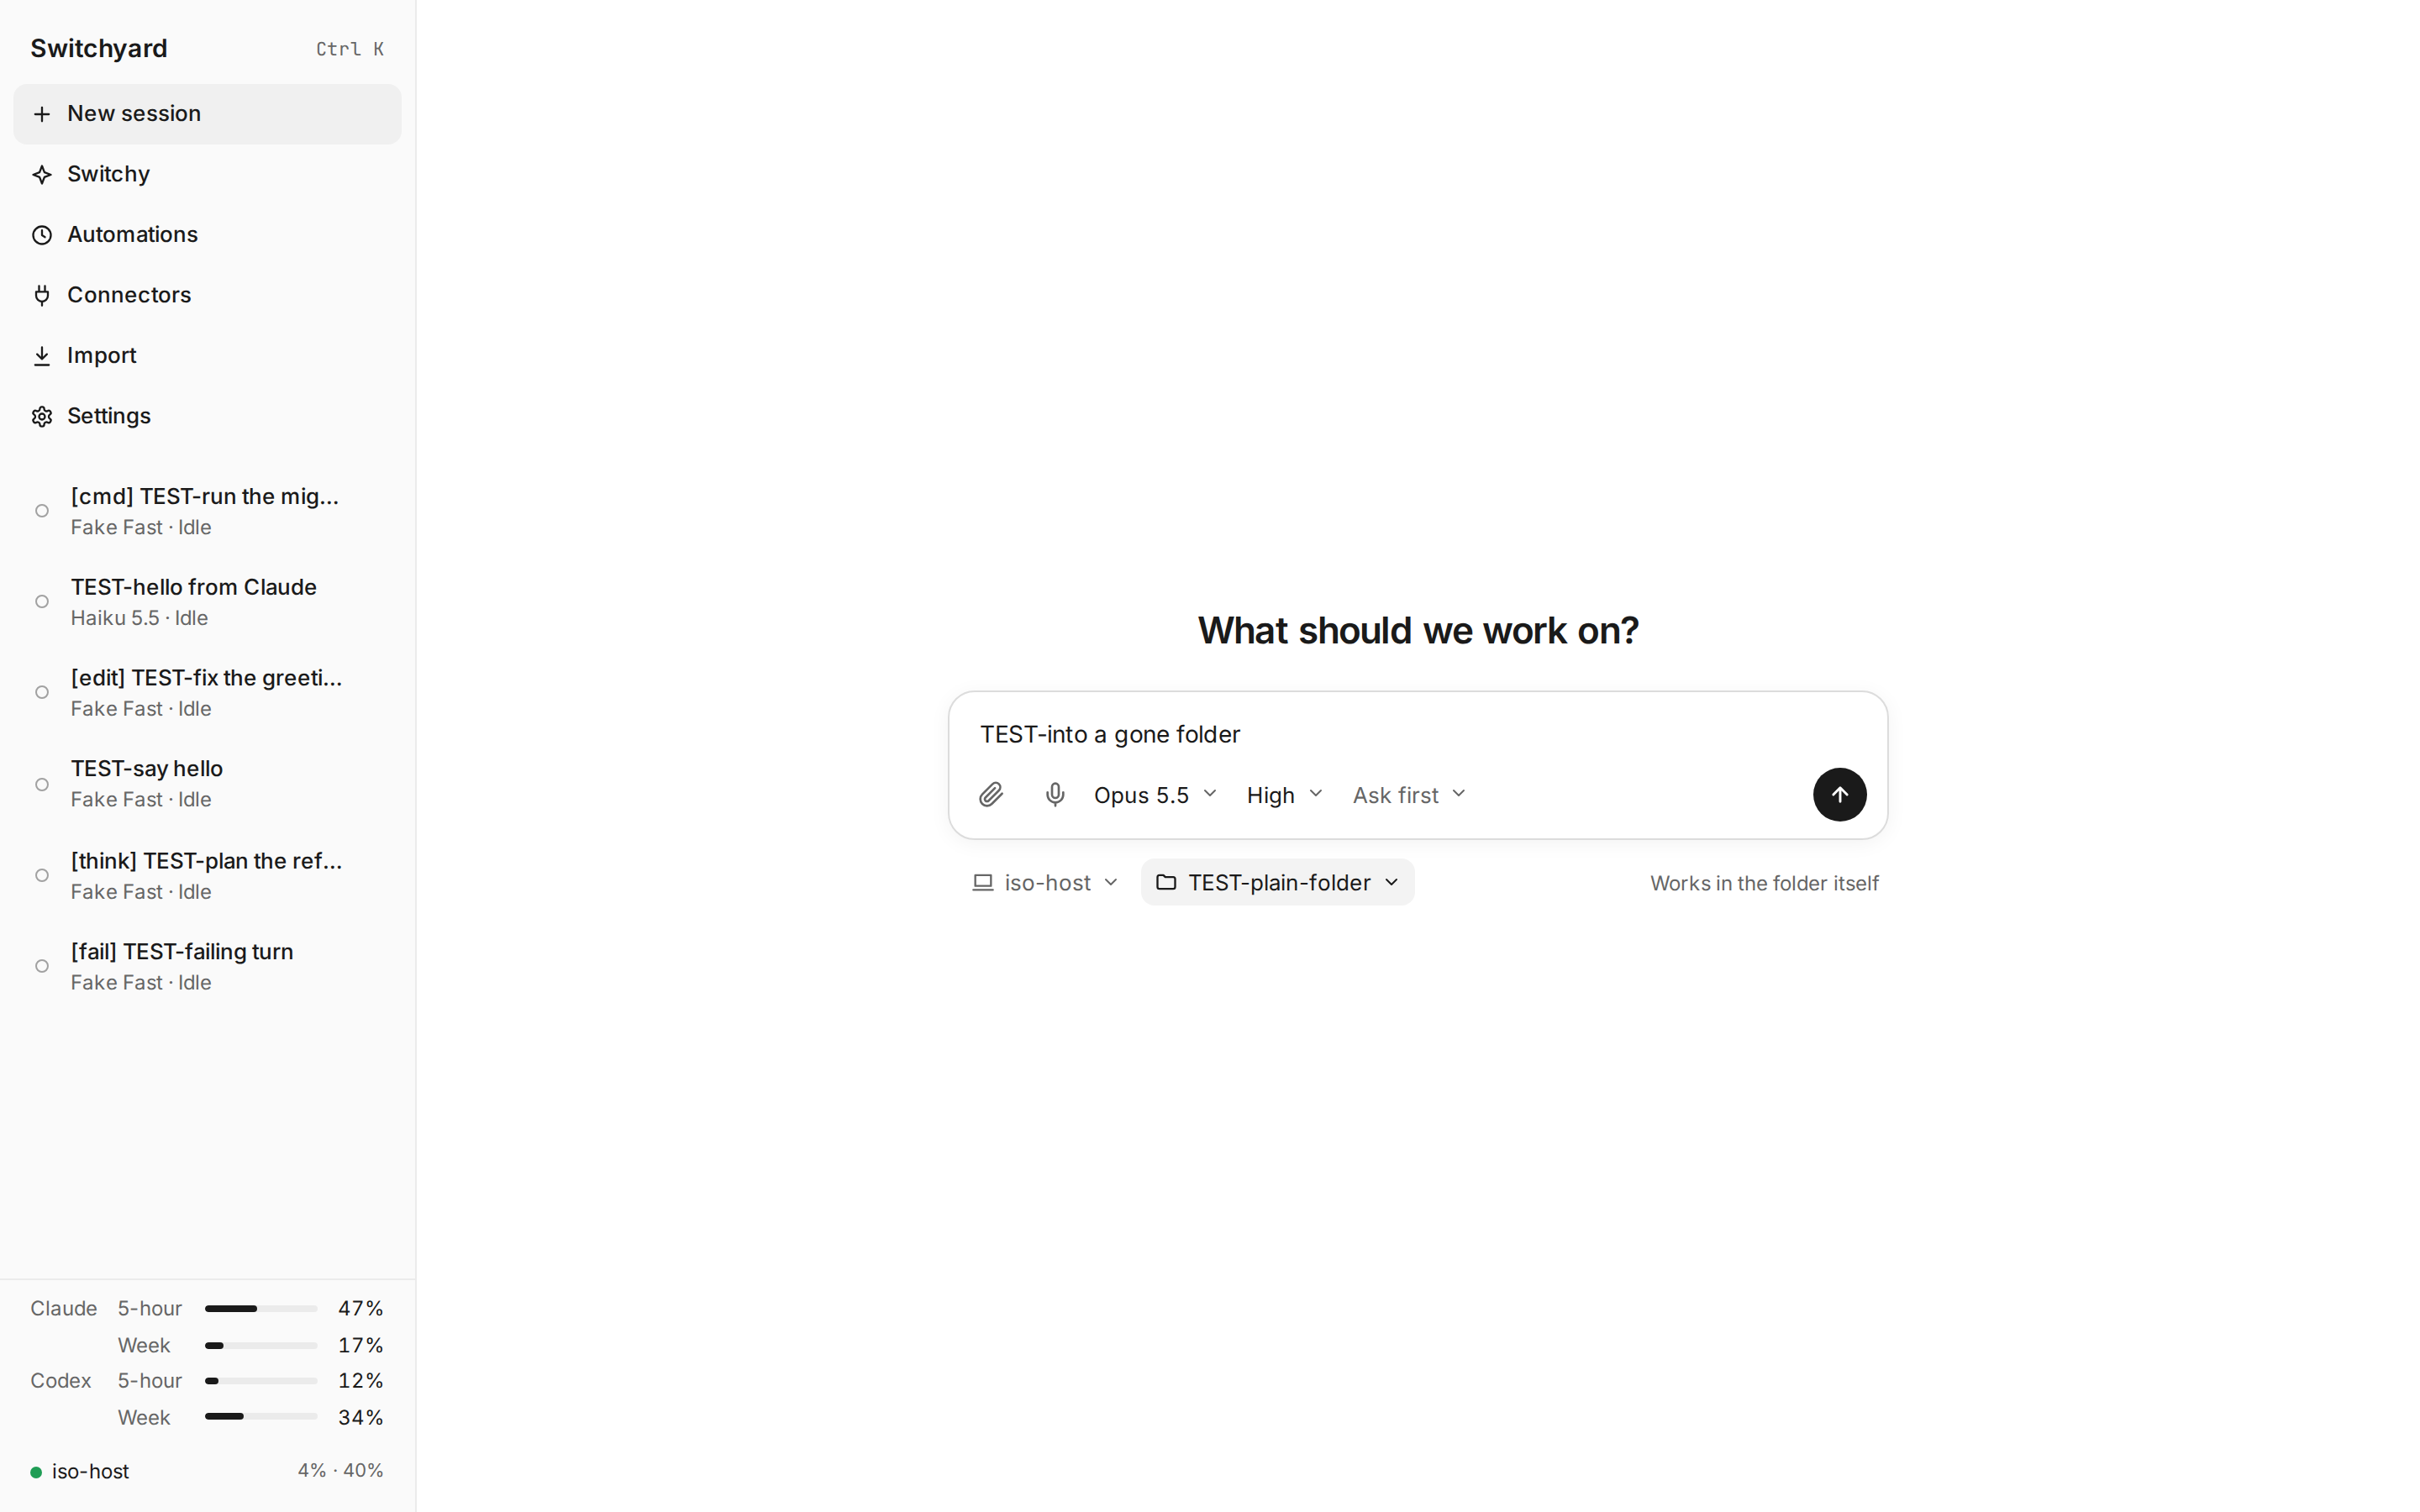 Switchyard
Ctrl K
New session
Switchy
Automations
Connectors
Import
Settings
[cmd] TEST-run the mig...
Fake Fast · Idle
TEST-hello from Claude
Haiku 5.5 · Idle
[edit] TEST-fix the greeti...
Fake Fast · Idle
TEST-say hello
Fake Fast · Idle
[think] TEST-plan the ref...
Fake Fast · Idle
[fail] TEST-failing turn
Fake Fast · Idle
Claude 5-hour 47%
Week 17%
Codex 5-hour 12%
Week 34%
iso-host 4% · 40%
What should we work on?
TEST-into a gone folder
Opus 5.5 High Ask first
iso-host TEST-plain-folder Works in the folder itself